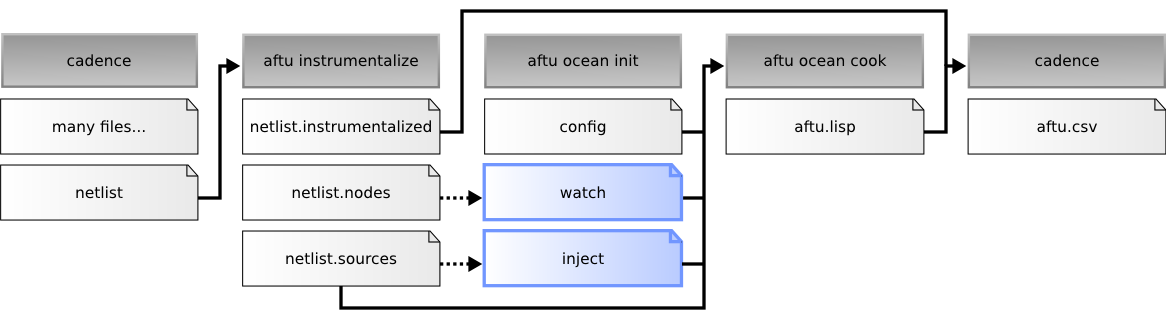 cadence
many files...
netlist
aftu instrumentalize
netlist.instrumentalized
netlist.nodes
netlist.sources
aftu ocean init
config
watch
inject
aftu ocean cook
aftu.lisp
cadence
aftu.csv